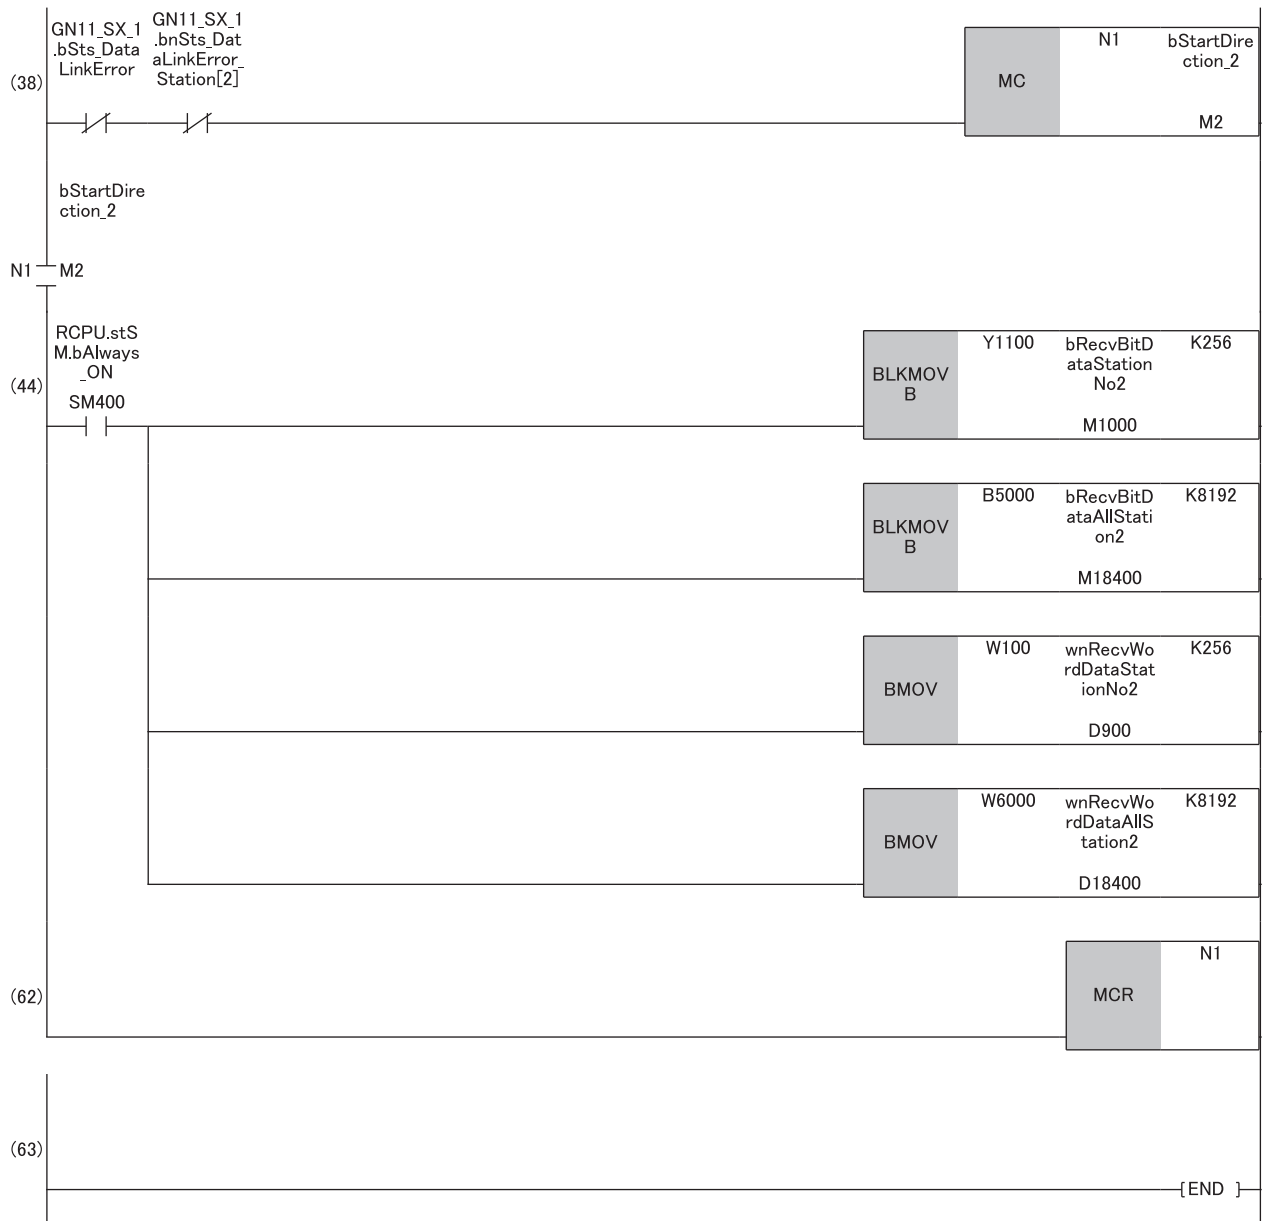 GN11_SX_1
.bSts_Data
LinkError
GN11_SX_1
.bnSts_Dat
aLinkError_
Station[2]
(38)
MC
N1
bStartDire
ction_2
M2
bStartDire
ction_2
N1
M2
RCPU.stS
M.bAlways
_ON
(44)
SM400
BLKMOV
B
Y1100
bRecvBitD
ataStation
No2
K256
M1000
BLKMOV
B
B5000
bRecvBitD
ataAllStati
on2
K8192
M18400
BMOV
W100
wnRecvWo
rdDataStat
ionNo2
K256
D900
BMOV
W6000
wnRecvWo
rdDataAllS
tation2
K8192
D18400
(62)
MCR
N1
(63)
[END ]